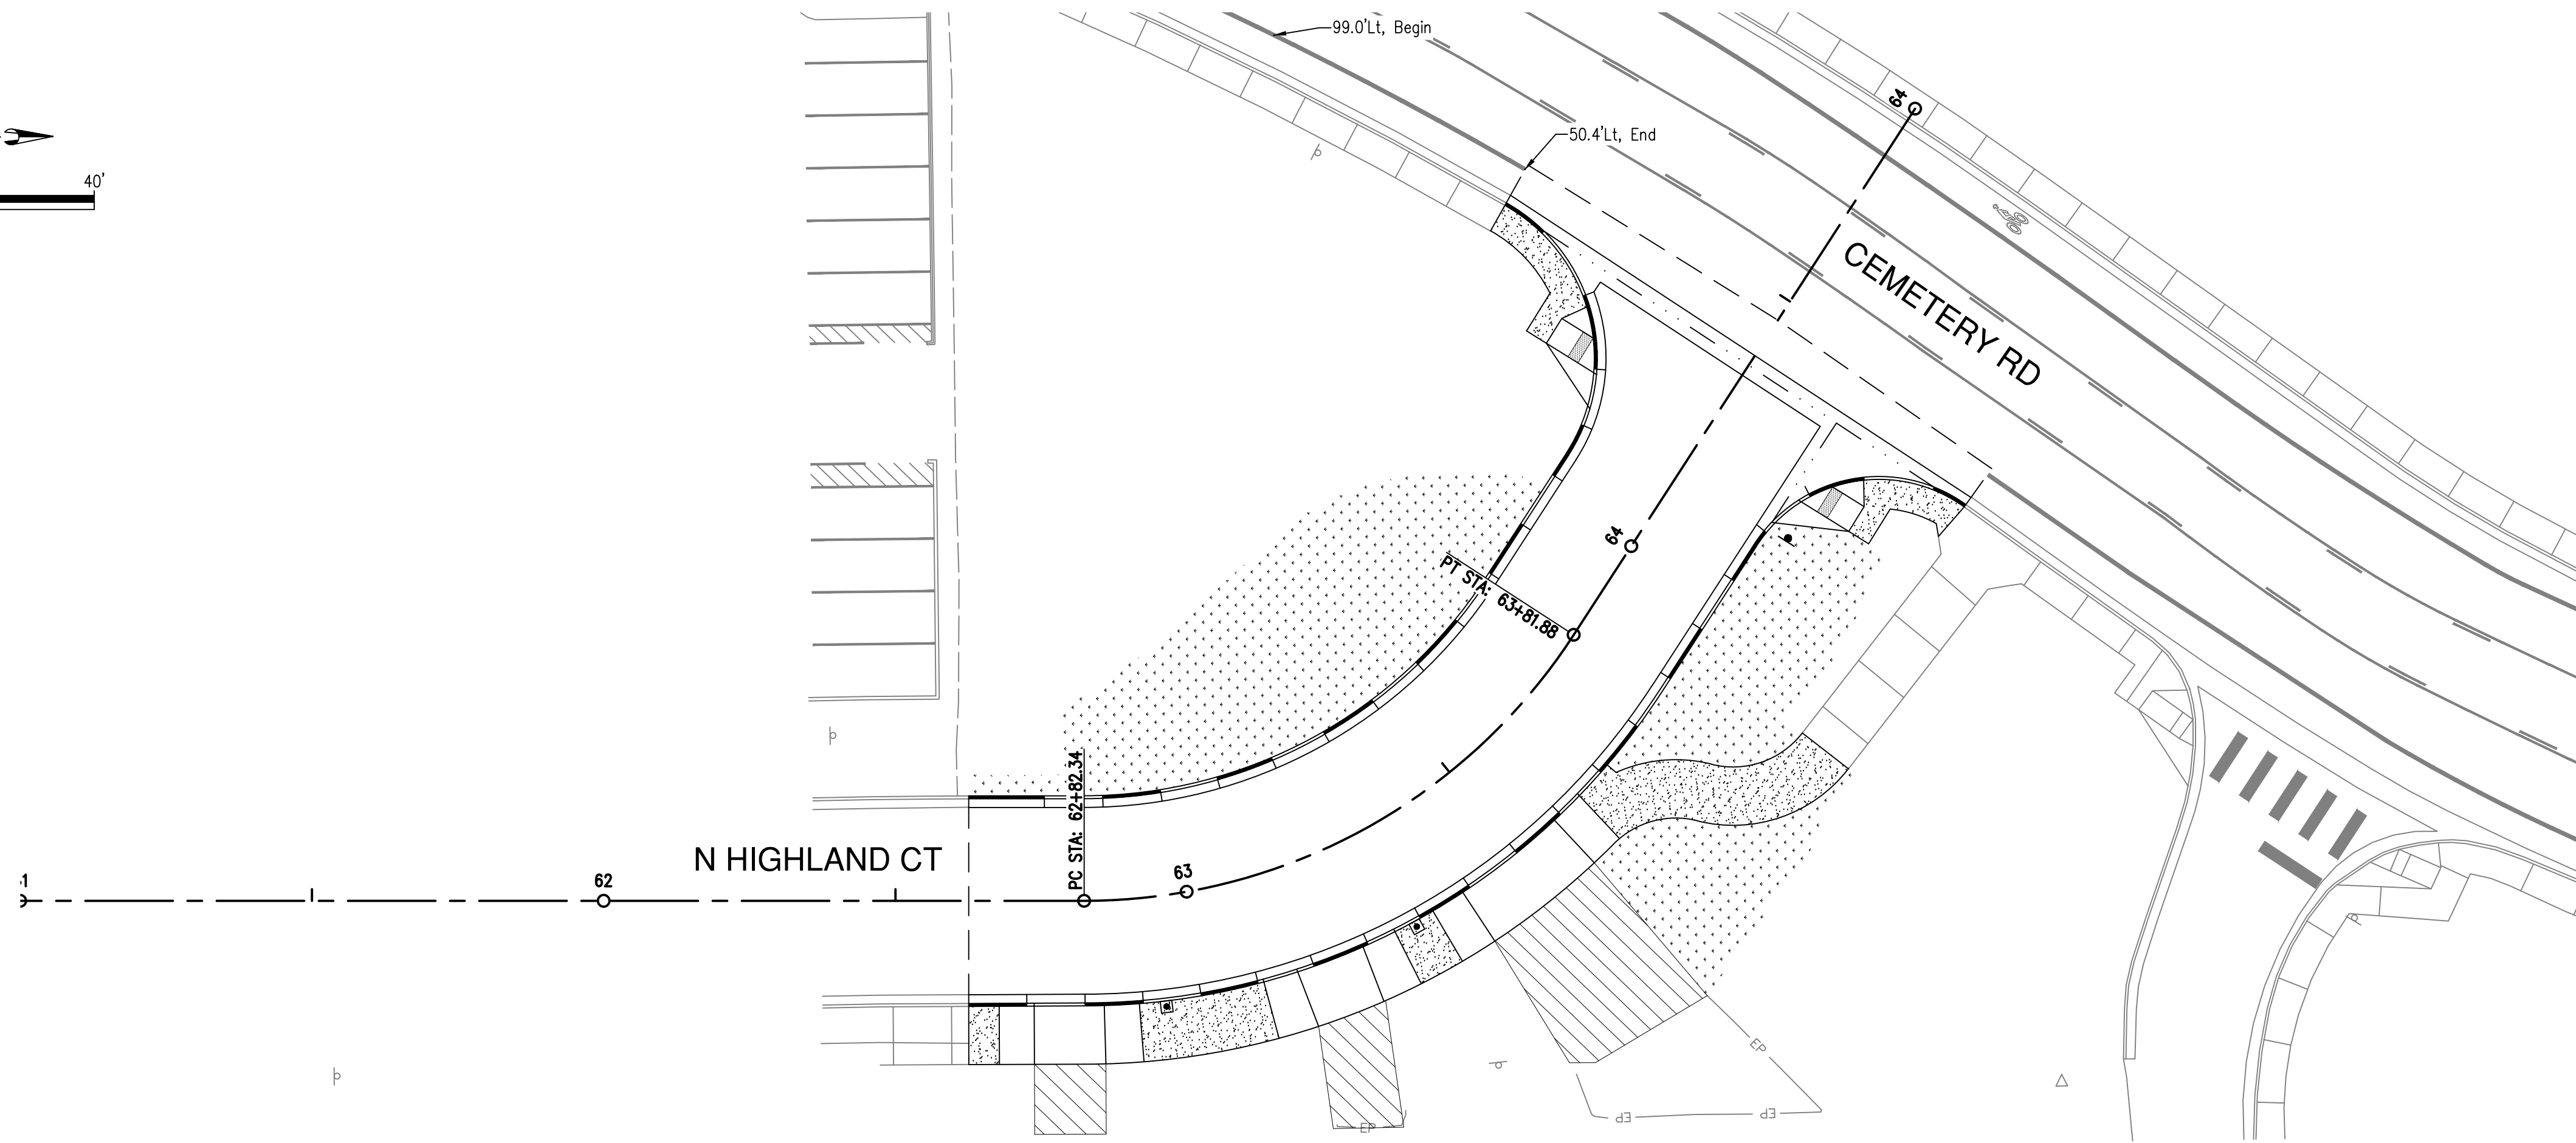 99.0'Lt, Begin
64
50.4'Lt, End
40'
CEMETERY RD
64
PT STA: 63+81.88
PC STA: 62+82.34
N HIGHLAND CT
63
62
EP
EP
EP
EP